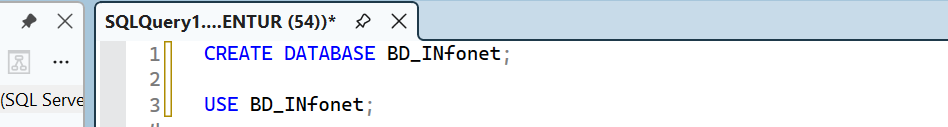 SQLQuery1....ENTUR (54))*
1 CREATE DATABASE BD_INfonet;
2
(SQL Serve
3 USE BD_INfonet;